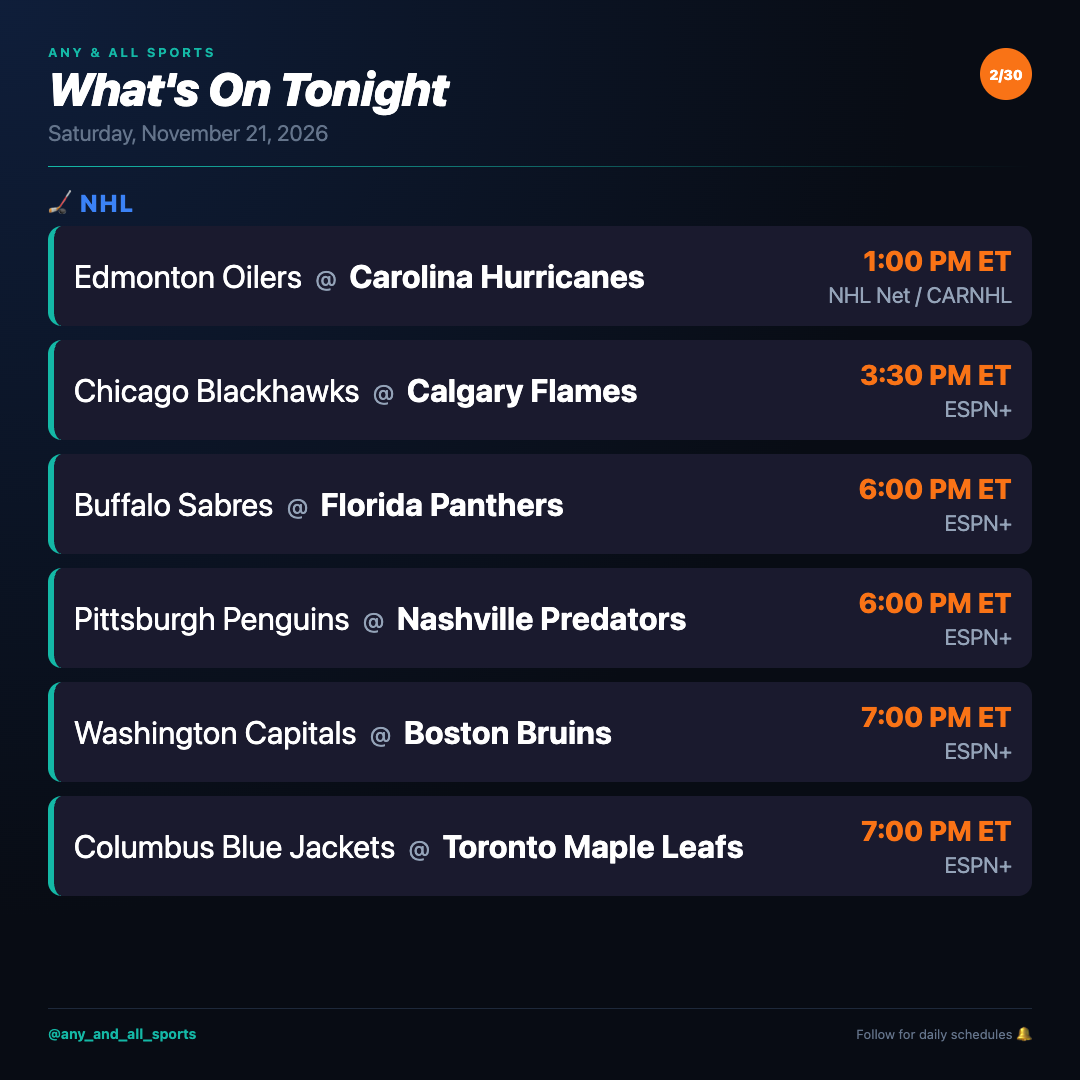 ANY & ALL SPORTS
What's On Tonight
2/30
Saturday, November 21, 2026
NHL
Edmonton Oilers @ Carolina Hurricanes
1:00 PM ET
NHL Net / CARNHL
Chicago Blackhawks @ Calgary Flames
3:30 PM ET
ESPN+
Buffalo Sabres @ Florida Panthers
6:00 PM ET
ESPN+
Pittsburgh Penguins @ Nashville Predators
6:00 PM ET
ESPN+
Washington Capitals @ Boston Bruins
7:00 PM ET
ESPN+
Columbus Blue Jackets @ Toronto Maple Leafs
7:00 PM ET
ESPN+
@any_and_all_sports
Follow for daily schedules 🔔